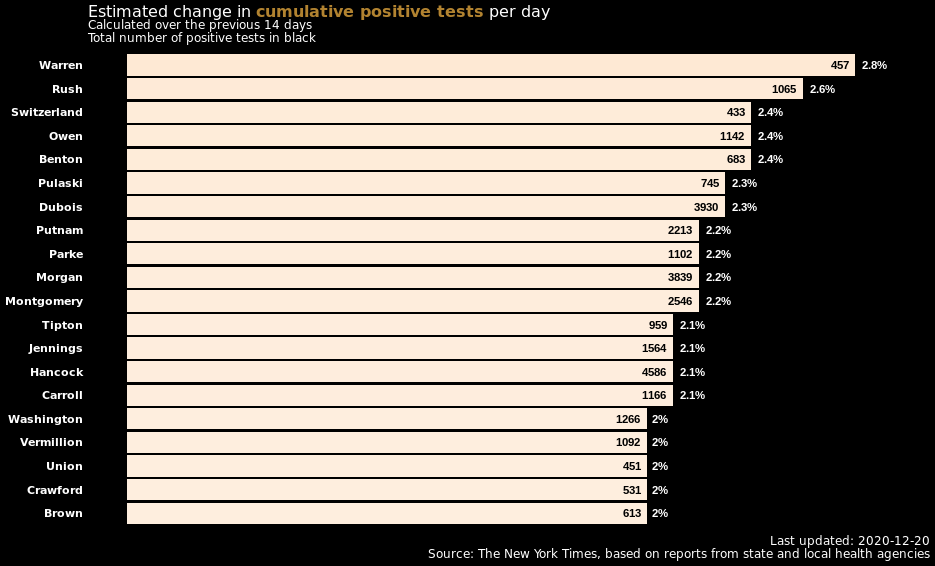 Estimated change in cumulative positive tests per day
Calculated over the previous 14 days
Total number of positive tests in black
Warren 457 2.8%
Rush 1065 2.6%
Switzerland 433 2.4%
Owen 1142 2.4%
Benton 683 2.4%
Pulaski 745 2.3%
Dubois 3930 2.3%
Putnam 2213 2.2%
Parke 1102 2.2%
Morgan 3839 2.2%
Montgomery 2546 2.2%
Tipton 959 2.1%
Jennings 1564 2.1%
Hancock 4586 2.1%
Carroll 1166 2.1%
Washington 1266 2%
Vermillion 1092 2%
Union 451 2%
Crawford 531 2%
Brown 613 2%
Last updated: 2020-12-20
Source: The New York Times, based on reports from state and local health agencies